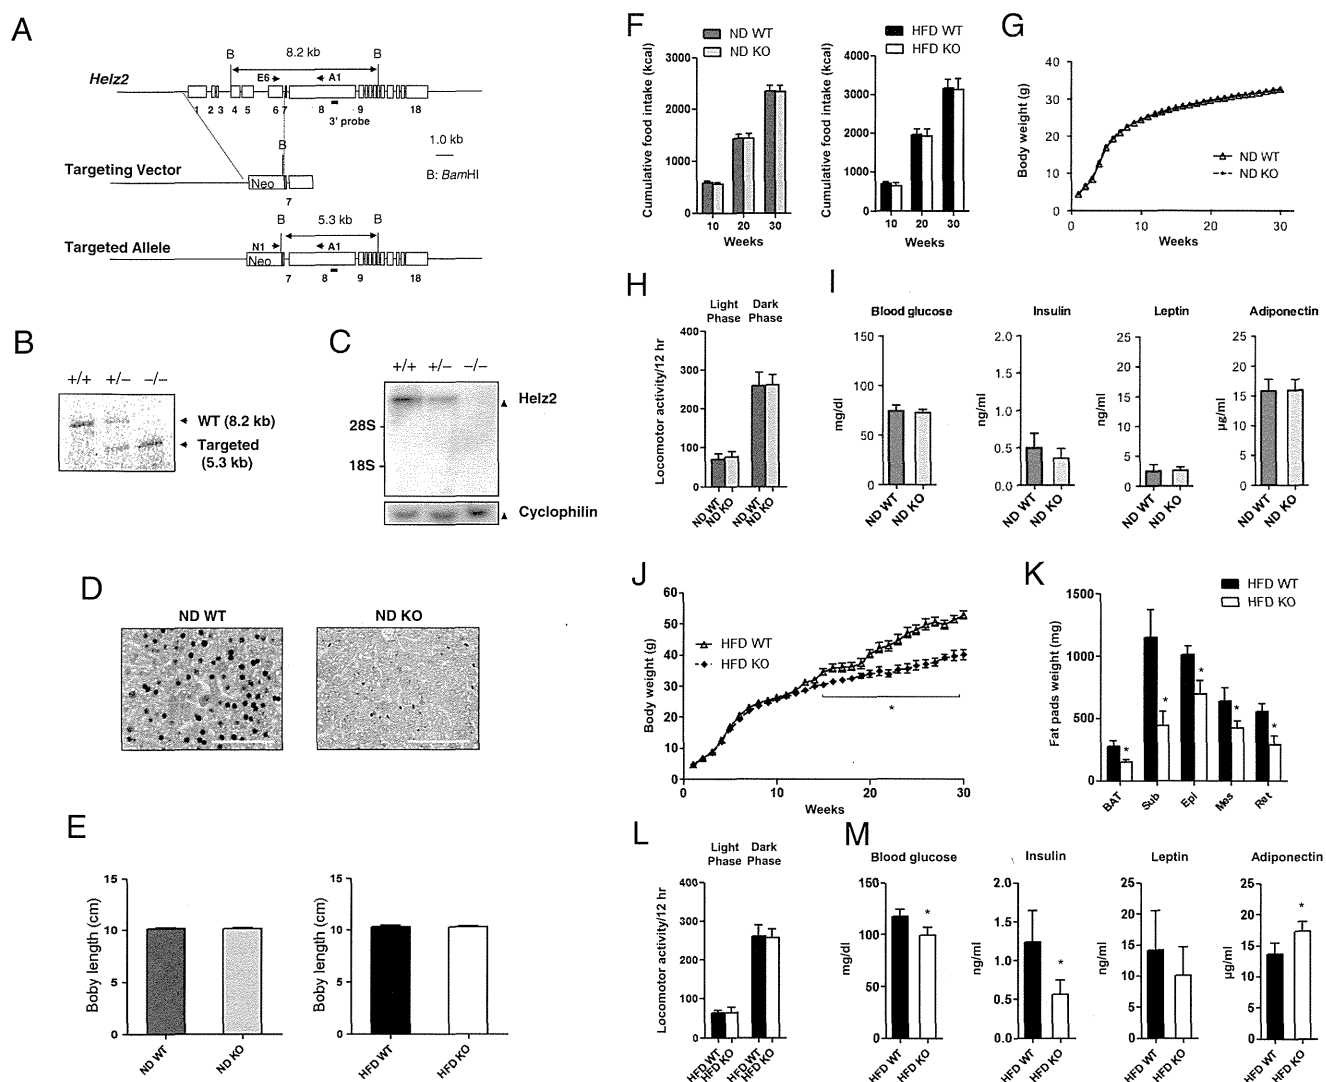 A
B 8.2 kb B
Helz2
E6 A1
1 2 3 4 5 6 7 8 9 18
3' probe
1.0 kb
B
Targeting Vector
Neo
B: BamHI
7
B 5.3 kb B
Targeted Allele
N1 A1
Neo
7 8 9 18
B
+/+ +/− −/−
WT (8.2 kb)
Targeted
(5.3 kb)
C
+/+ +/− −/−
Helz2
28S
18S
Cyclophilin
D
ND WT ND KO
E
Boby length (cm)
15
10
5
0
ND WT ND KO
Boby length (cm)
15
10
5
0
HFD WT HFD KO
F
ND WT
ND KO
Cumulative food intake (kcal)
3000
2000
1000
0
10 20 30
Weeks
HFD WT
HFD KO
Cumulative food intake (kcal)
4000
3000
2000
1000
0
10 20 30
Weeks
G
Body weight (g)
40
30
20
10
0
0 10 20 30
Weeks
ND WT
ND KO
H
Light Dark
Phase Phase
Locomotor activity/12 hr
400
300
200
100
0
ND WT ND KO ND WT ND KO
I
Blood glucose
mg/dl
150
100
50
0
ND WT ND KO
Insulin
ng/ml
2.0
1.5
1.0
0.5
0.0
ND WT ND KO
Leptin
ng/ml
25
20
15
10
5
0
ND WT ND KO
Adiponectin
µg/ml
25
20
15
10
5
0
ND WT ND KO
J
Body weight (g)
60
50
40
30
20
10
0
0 10 20 30
Weeks
HFD WT
HFD KO
*
K
HFD WT
HFD KO
Fat pads weight (mg)
1500
1000
500
0
* * * * *
BAT Sub Epi Mes Ret
L
Light Dark
Phase Phase
Locomotor activity/12 hr
400
300
200
100
0
HFD WT HFD KO HFD WT HFD KO
M
Blood glucose
mg/dl
150
100
50
0
*
HFD WT HFD KO
Insulin
ng/ml
2.0
1.5
1.0
0.5
0.0
*
HFD WT HFD KO
Leptin
ng/ml
25
20
15
10
5
0
HFD WT HFD KO
Adiponectin
µg/ml
25
20
15
10
5
0
*
HFD WT HFD KO